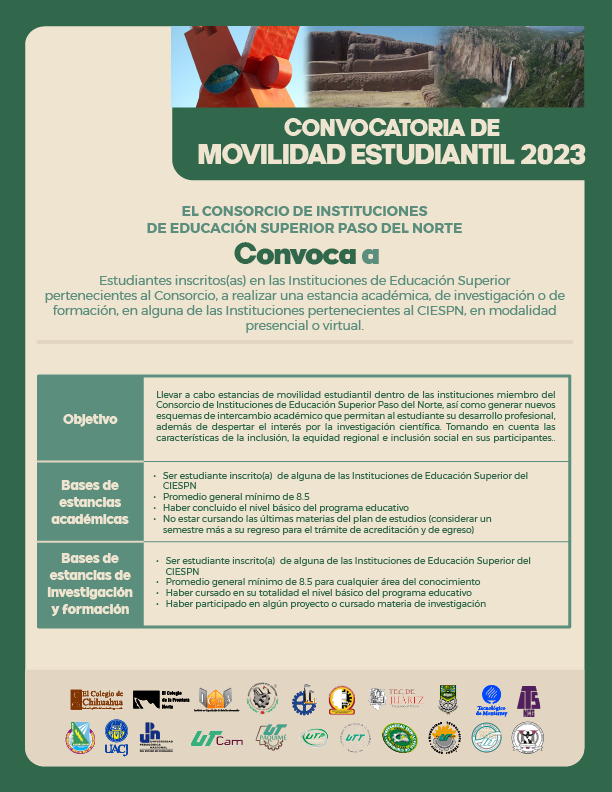 CONVOCATORIA DE
MOVILIDAD ESTUDIANTIL 2023
EL CONSORCIO DE INSTITUCIONES
DE EDUCACIÓN SUPERIOR PASO DEL NORTE
Convoca a
Estudiantes inscritos(as) en las Instituciones de Educación Superior
pertenecientes al Consorcio, a realizar una estancia académica, de investigación o de
formación, en alguna de las Instituciones pertenecientes al CIESPN, en modalidad
presencial o virtual.
Objetivo
Llevar a cabo estancias de movilidad estudiantil dentro de las instituciones miembro del
Consorcio de Instituciones de Educación Superior Paso del Norte, así como generar nuevos
esquemas de intercambio académico que permitan al estudiante su desarrollo profesional,
además de despertar el interés por la investigación científica. Tomando en cuenta las
características de la inclusión, la equidad regional e inclusión social en sus participantes..
Bases de
estancias
académicas
• Ser estudiante inscrito(a) de alguna de las Instituciones de Educación Superior del
CIESPN
• Promedio general mínimo de 8.5
• Haber concluido el nivel básico del programa educativo
• No estar cursando las últimas materias del plan de estudios (considerar un
semestre más a su regreso para el trámite de acreditación y de egreso)
Bases de
estancias de
investigación
y formación
• Ser estudiante inscrito(a) de alguna de las Instituciones de Educación Superior del
CIESPN
• Promedio general mínimo de 8.5 para cualquier área del conocimiento
• Haber cursado en su totalidad el nivel básico del programa educativo
• Haber participado en algún proyecto o cursado materia de investigación
El Colegio de
Chihuahua
El Colegio
de la Frontera
Norte
TEC DE
JUÁREZ
Tecnológico
de Monterrey
NCG
UACJ
UNIVERSIDAD
PEDAGÓGICA
NACIONAL
UTCam
UT
PAQUIMÉ
UTP
UTT